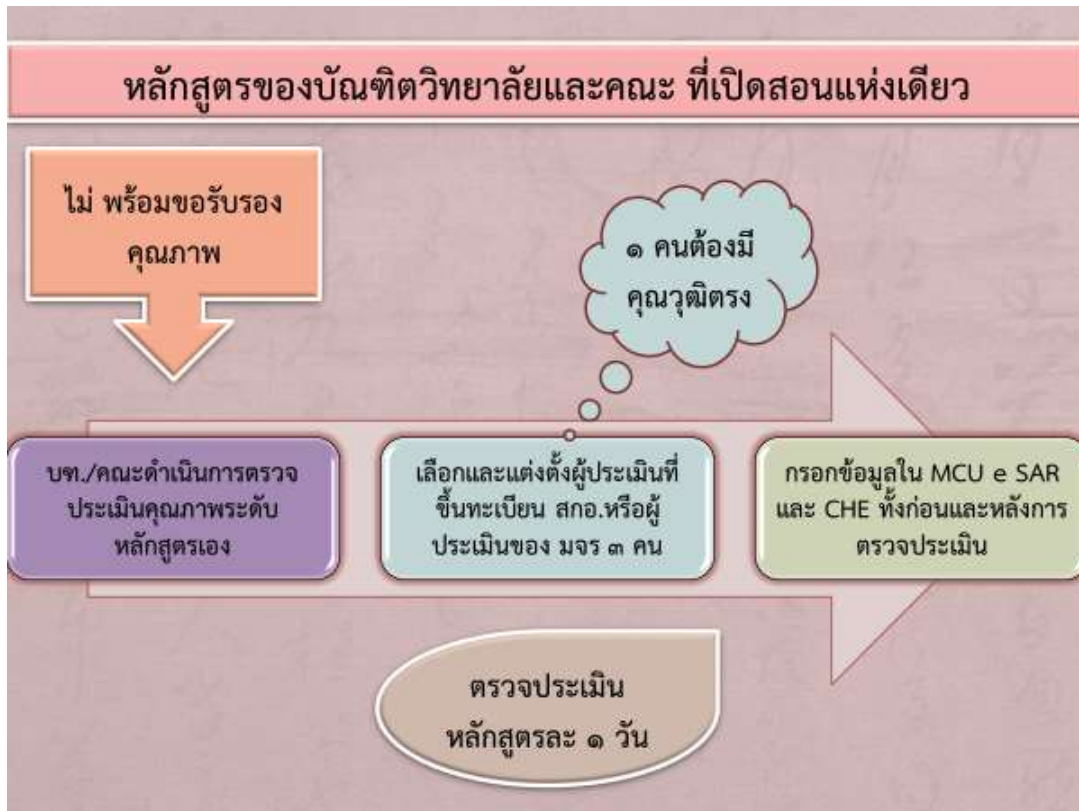 หลักสูตรของบัณฑิตวิทยาลัยและคณะ ที่เปิดสอนแห่งเดียว
ไม่ พร้อมขอรับรอง
คุณภาพ
๑ คนต้องมี
คุณวุฒิตรง
บฑ./คณะดำเนินการตรวจ
ประเมินคุณภาพระดับ
หลักสูตรเอง
เลือกและแต่งตั้งผู้ประเมินที่
ขึ้นทะเบียน สกอ.หรือผู้
ประเมินของ มจร ๓ คน
กรอกข้อมูลใน MCU e SAR
และ CHE ทั้งก่อนและหลังการ
ตรวจประเมิน
ตรวจประเมิน
หลักสูตรละ ๑ วัน